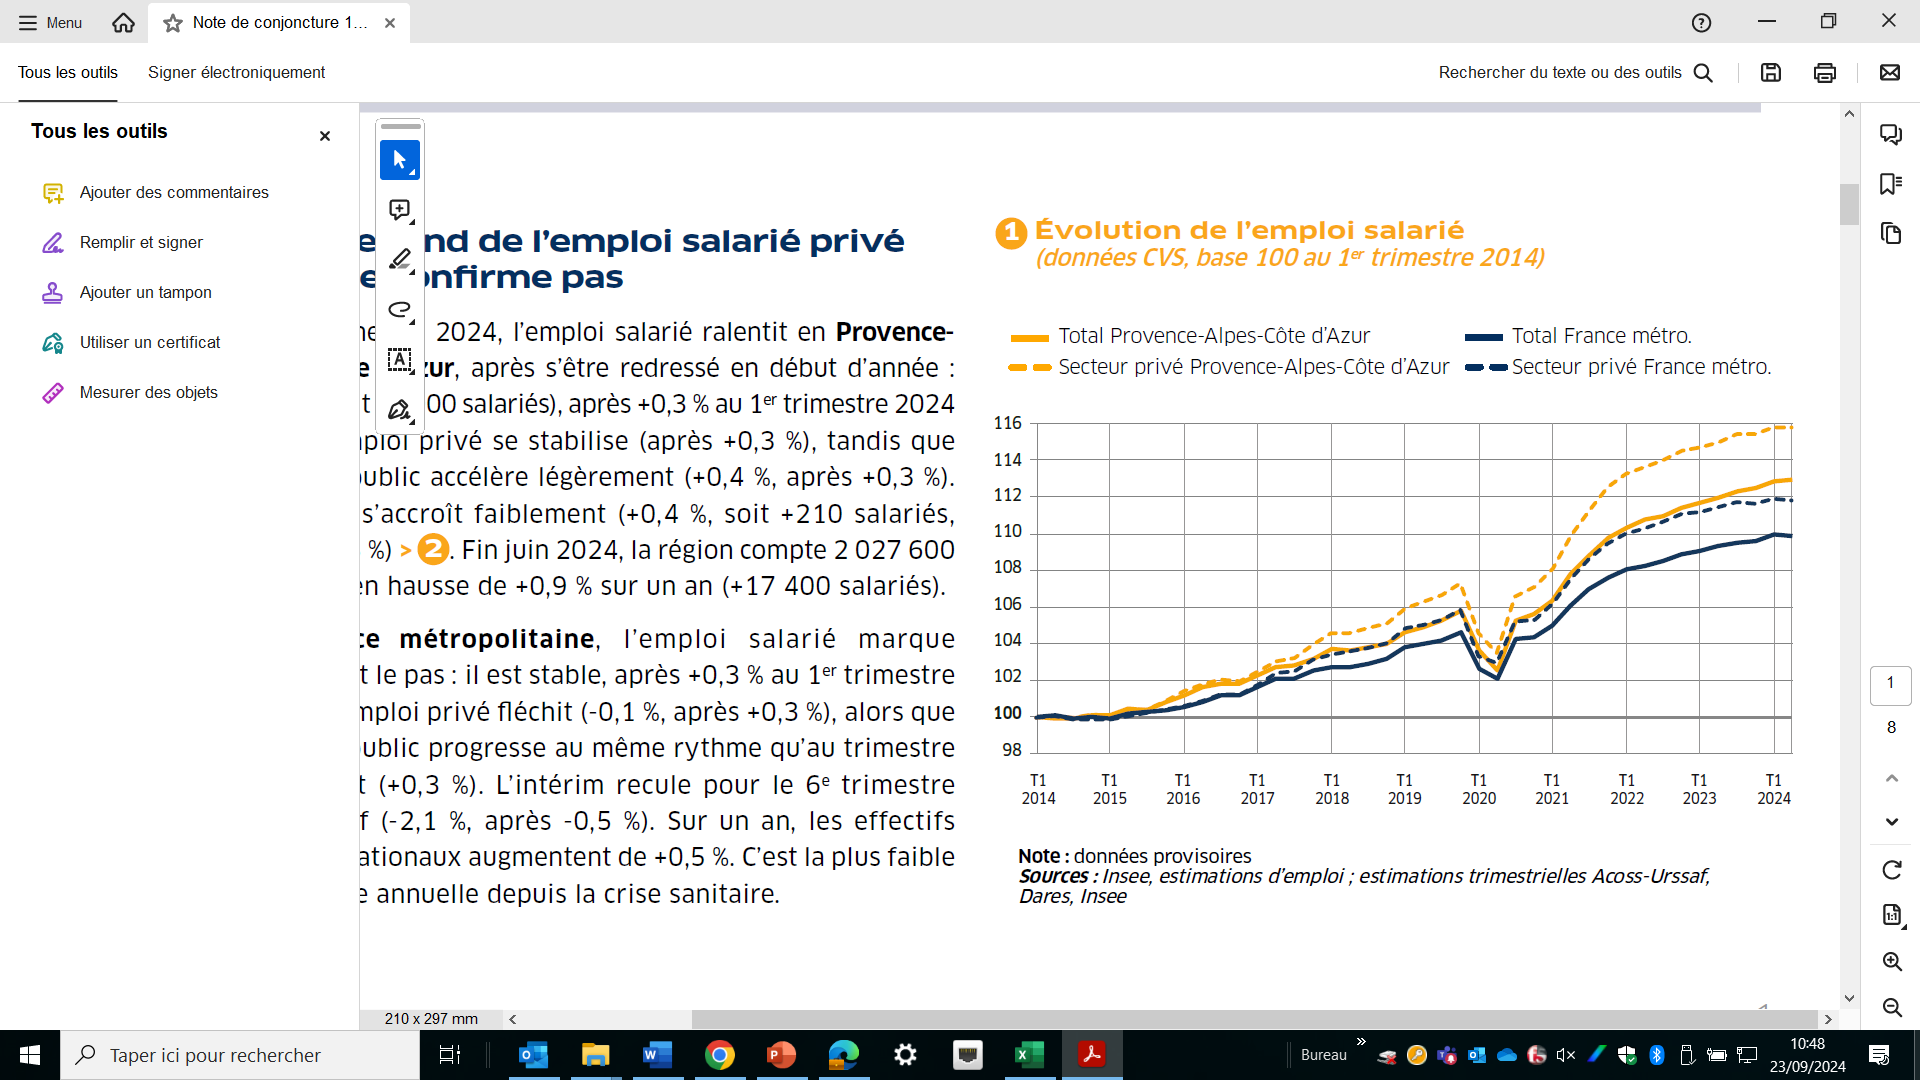 Menu
Note de conjoncture 1...
Tous les outils
Signer électroniquement
Rechercher du texte ou des outils
Tous les outils
Ajouter des commentaires
Remplir et signer
Ajouter un tampon
Utiliser un certificat
Mesurer des objets
nd de l'emploi salarié privé
onfirme pas
2024, l'emploi salarié ralentit en Provence-
zur, après s'être redressé en début d'année :
00 salariés), après +0,3 % au 1er trimestre 2024
ploi privé se stabilise (après +0,3 %), tandis que
public accélère légèrement (+0,4 %, après +0,3 %).
s'accroît faiblement (+0,4 %, soit +210 salariés,
%) > 2. Fin juin 2024, la région compte 2 027 600
en hausse de +0,9 % sur un an (+17 400 salariés).
ce métropolitaine, l'emploi salarié marque
t le pas : il est stable, après +0,3 % au 1er trimestre
mploi privé fléchit (-0,1 %, après +0,3 %), alors que
public progresse au même rythme qu'au trimestre
t (+0,3 %). L'intérim recule pour le 6e trimestre
f (-2,1 %, après -0,5 %). Sur un an, les effectifs
ationaux augmentent de +0,5 %. C'est la plus faible
e annuelle depuis la crise sanitaire.
1 Évolution de l'emploi salarié
(données CVS, base 100 au 1er trimestre 2014)
Total Provence-Alpes-Côte d'Azur
Total France métro.
Secteur privé Provence-Alpes-Côte d'Azur
Secteur privé France métro.
116
114
112
110
108
106
104
102
100
98
T1 T1 T1 T1 T1 T1 T1 T1 T1 T1 T1
2014 2015 2016 2017 2018 2019 2020 2021 2022 2023 2024
Note : données provisoires
Sources : Insee, estimations d'emploi ; estimations trimestrielles Acoss-Urssaf,
Dares, Insee
1
8
210 x 297 mm
Taper ici pour rechercher
Bureau
10:48
23/09/2024